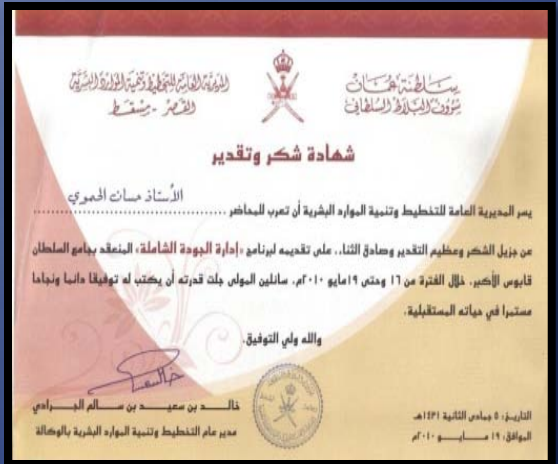 سلطنة عمان
شؤون البلاط السلطاني
المديرية العامة للتخطيط وتنمية الموارد البشرية
القصر - مسقط
شهادة شكر وتقدير
يسر المديرية العامة للتخطيط وتنمية الموارد البشرية أن تعرب للمحاضر الأستاذ حسان الحموي
عن جزيل الشكر وعظيم التقدير وصادق الثناء، على تقديمه لبرنامج «إدارة الجودة الشاملة» المنعقد بجامع السلطان
قابوس الأكبر، خلال الفترة من ١٦ وحتى ١٩ مايو ٢٠١٠م، سائلين المولى جلت قدرته أن يكتب له توفيقا دائما ونجاحا
مستمرا في حياته المستقبلية.
والله ولي التوفيق.
خالد بن سعيد بن سالم الجرادي
مدير عام التخطيط وتنمية الموارد البشرية بالوكالة
التاريخ: ٥ جمادى الثانية ١٤٣١هـ
الموافق: ١٩ مايو ٢٠١٠م